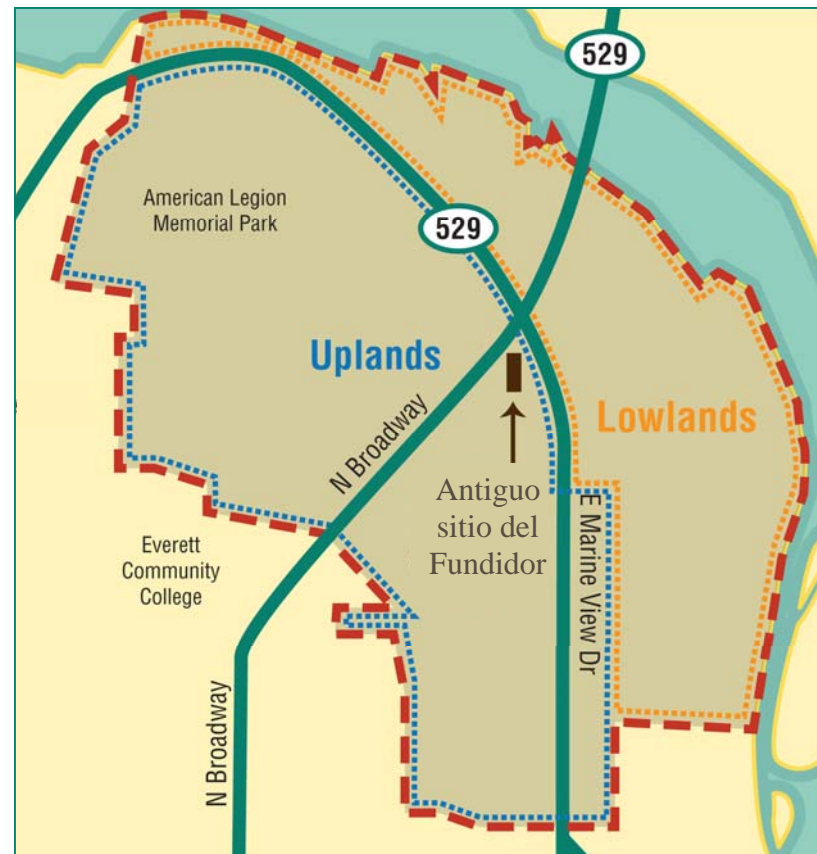 529
American Legion
Memorial Park
529
Uplands
Lowlands
N Broadway
Antiguo
sitio del
Fundidor
E Marine View Dr
Everett
Community
College
N Broadway